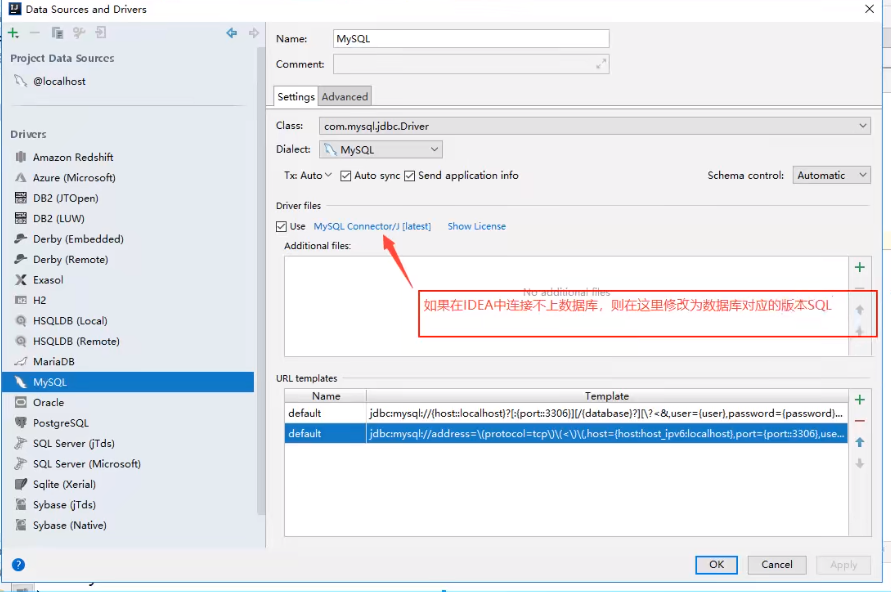 Data Sources and Drivers
Name:
MySQL
Comment:
Project Data Sources
@localhost
Settings
Advanced
Class:
com.mysql.jdbc.Driver
Dialect:
MySQL
Tx: Auto
Auto sync
Send application info
Schema control:
Automatic
Driver files
Use
MySQL Connector/J [latest]
Show License
Additional files:
No additional files
如果在IDEA中连接不上数据库，则在这里修改为数据库对应的版本SQL
Drivers
Amazon Redshift
Azure (Microsoft)
DB2 (JTOpen)
DB2 (LUW)
Derby (Embedded)
Derby (Remote)
Exasol
H2
HSQLDB (Local)
HSQLDB (Remote)
MariaDB
MySQL
Oracle
PostgreSQL
SQL Server (jTds)
SQL Server (Microsoft)
Sqlite (Xerial)
Sybase (jTds)
Sybase (Native)
URL templates
Name
Template
default
jdbc:mysql://{host::localhost}?[:{port::3306}][/{database}?][\?<&,user={user},password={password}...
default
jdbc:mysql://address=\(protocol=tcp\)\(<\)\(,host={host:host_ipv6:localhost},port={port::3306},use...
OK
Cancel
Apply